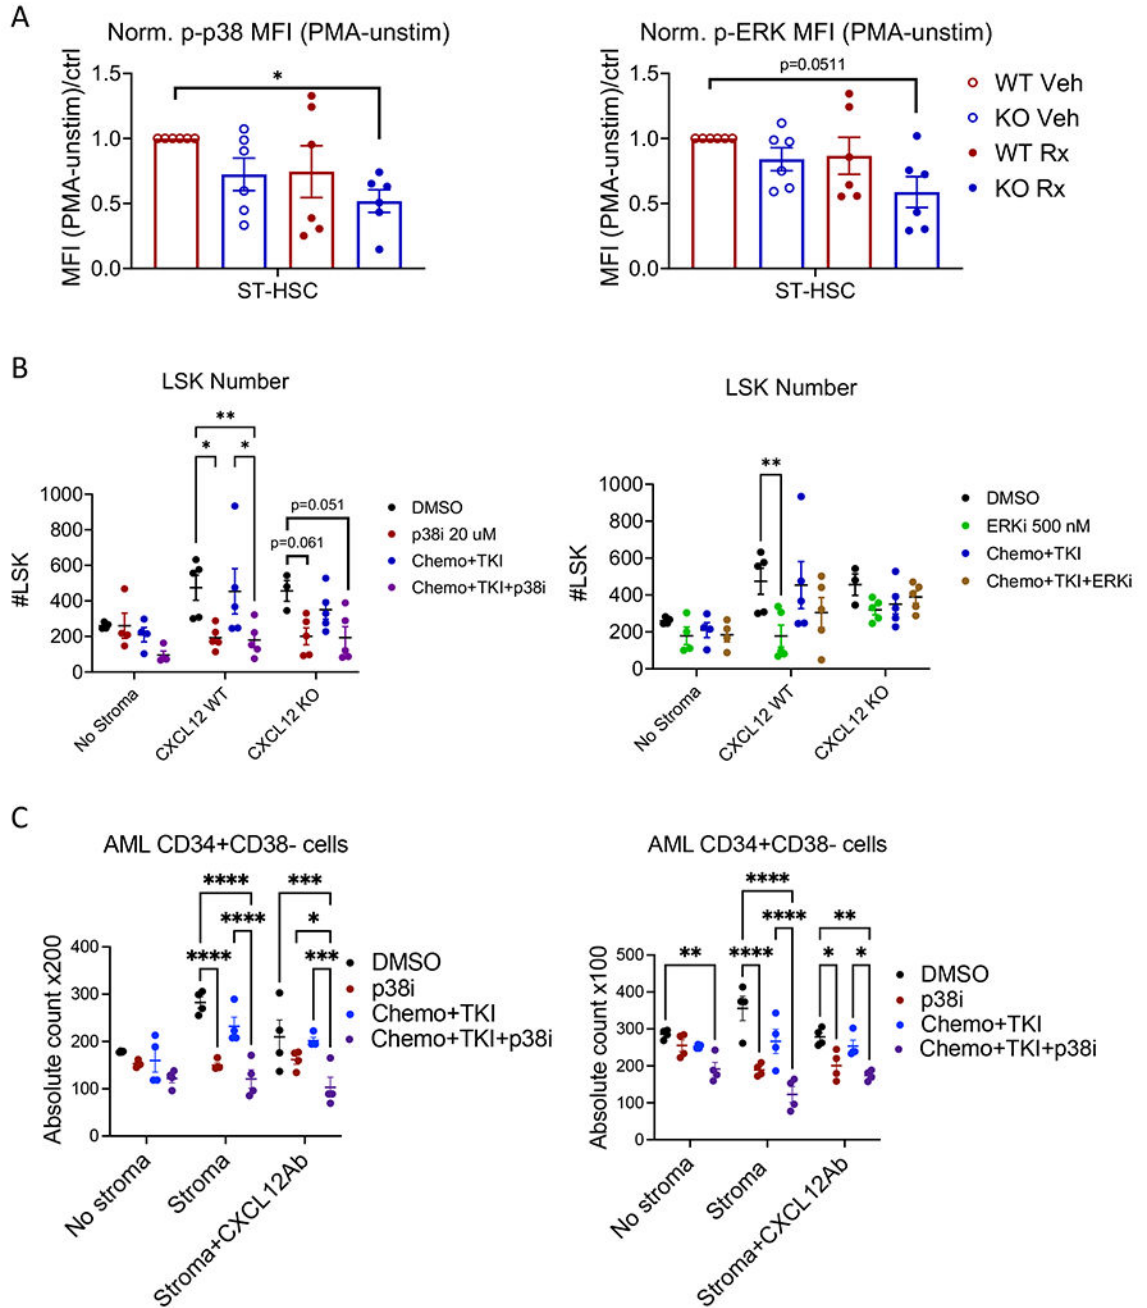 A
Norm. p-p38 MFI (PMA-unstim)
MFI (PMA-unstim)/ctrl
1.5
1.0
0.5
0.0
*
ST-HSC
Norm. p-ERK MFI (PMA-unstim)
MFI (PMA-unstim)/ctrl
1.5
1.0
0.5
0.0
p=0.0511
ST-HSC
WT Veh
KO Veh
WT Rx
KO Rx
B
LSK Number
#LSK
1000
800
600
400
200
0
**
*
*
p=0.051
p=0.061
No Stroma
CXCL12 WT
CXCL12 KO
DMSO
p38i 20 uM
Chemo+TKI
Chemo+TKI+p38i
LSK Number
#LSK
1000
800
600
400
200
0
**
No Stroma
CXCL12 WT
CXCL12 KO
DMSO
ERKi 500 nM
Chemo+TKI
Chemo+TKI+ERKi
C
AML CD34+CD38- cells
Absolute count x200
400
300
200
100
0
****
***
****
*
****
***
No stroma
Stroma
Stroma+CXCL12Ab
DMSO
p38i
Chemo+TKI
Chemo+TKI+p38i
AML CD34+CD38- cells
Absolute count x100
500
400
300
200
100
0
****
****
**
**
****
*
*
No stroma
Stroma
Stroma+CXCL12Ab
DMSO
p38i
Chemo+TKI
Chemo+TKI+p38i